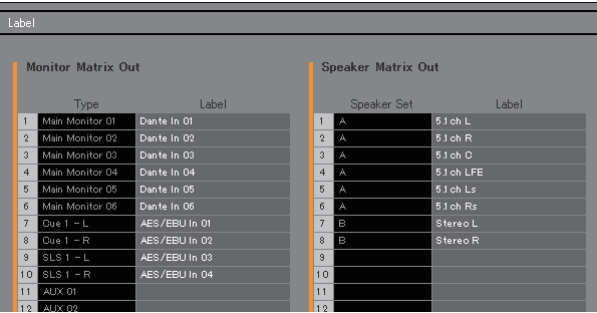 Label
Monitor Matrix Out
Type Label
1 Main Monitor 01 Dante In 01
2 Main Monitor 02 Dante In 02
3 Main Monitor 03 Dante In 03
4 Main Monitor 04 Dante In 04
5 Main Monitor 05 Dante In 05
6 Main Monitor 06 Dante In 06
7 Cue 1 - L AES/EBU In 01
8 Cue 1 - R AES/EBU In 02
9 SLS 1 - L AES/EBU In 03
10 SLS 1 - R AES/EBU In 04
11 AUX 01
12 AUX 02
Speaker Matrix Out
Speaker Set Label
1 A 5.1ch L
2 A 5.1ch R
3 A 5.1ch C
4 A 5.1ch LFE
5 A 5.1ch Ls
6 A 5.1ch Rs
7 B Stereo L
8 B Stereo R
9
10
11
12